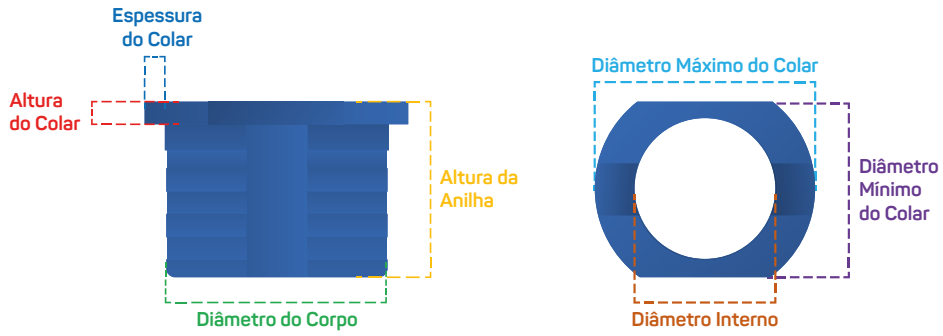 Espessura
do Colar
Altura
do Colar
Altura da
Anilha
Diâmetro do Corpo
Diâmetro Máximo do Colar
Diâmetro
Mínimo
do Colar
Diâmetro Interno